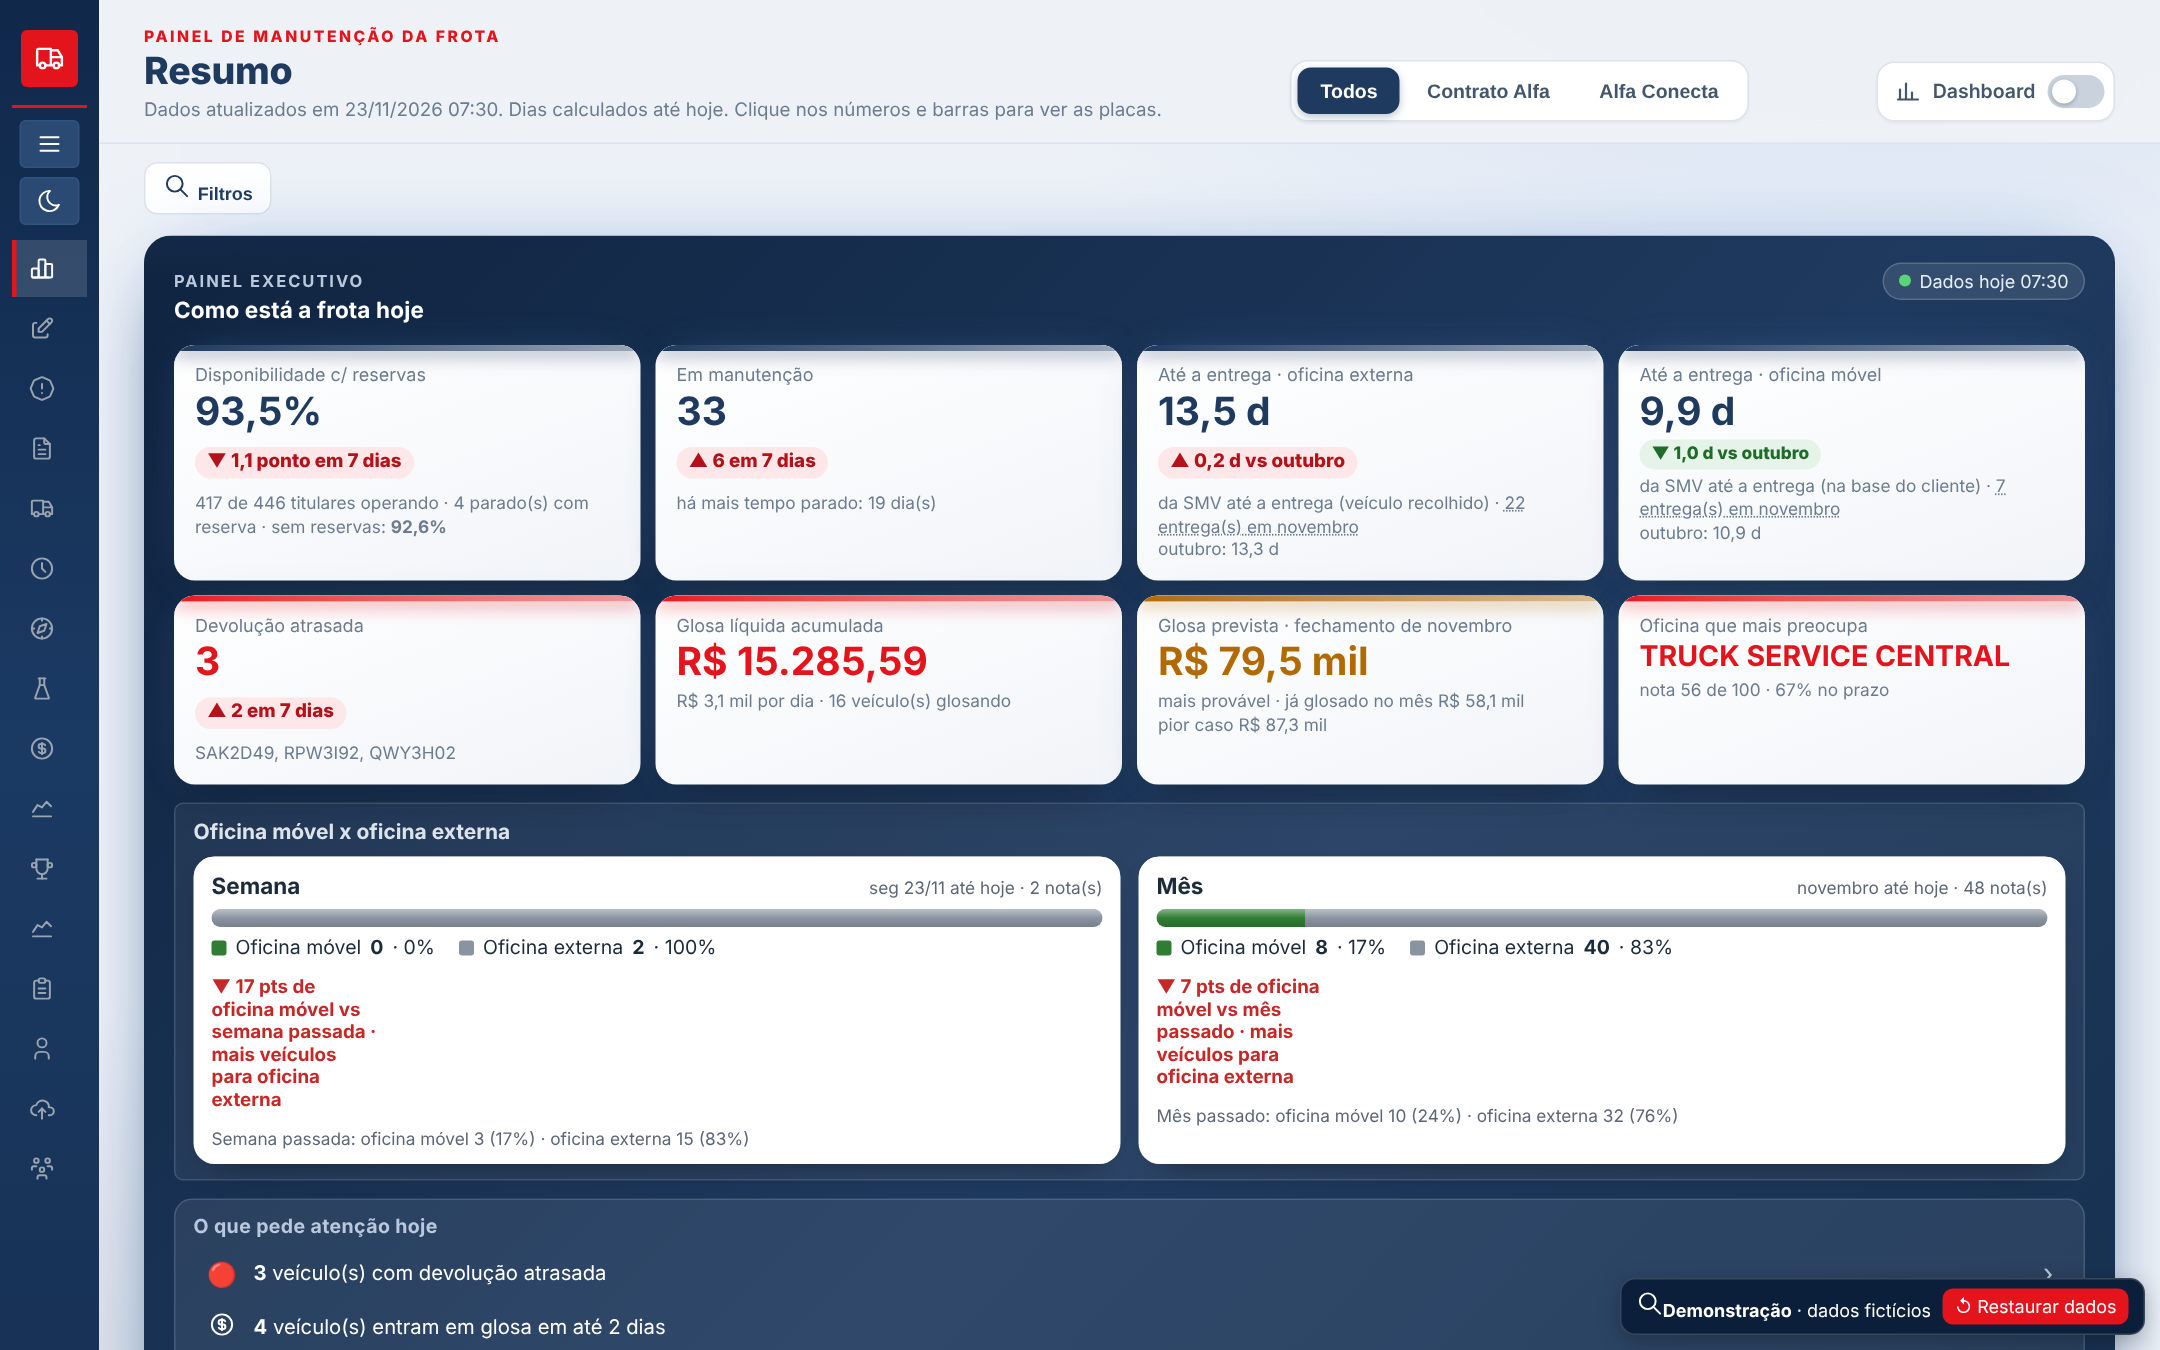 PAINEL DE MANUTENÇÃO DA FROTA
Resumo
Dados atualizados em 23/11/2026 07:30. Dias calculados até hoje. Clique nos números e barras para ver as placas.
Todos
Contrato Alfa
Alfa Conecta
Dashboard
Filtros
PAINEL EXECUTIVO
Como está a frota hoje
Dados hoje 07:30
Disponibilidade c/ reservas
93,5%
▼ 1,1 ponto em 7 dias
417 de 446 titulares operando · 4 parado(s) com
reserva · sem reservas: 92,6%
Em manutenção
33
▲ 6 em 7 dias
há mais tempo parado: 19 dia(s)
Até a entrega · oficina externa
13,5 d
▲ 0,2 d vs outubro
da SMV até a entrega (veículo recolhido) · 22
entrega(s) em novembro
outubro: 13,3 d
Até a entrega · oficina móvel
9,9 d
▼ 1,0 d vs outubro
da SMV até a entrega (na base do cliente) · 7
entrega(s) em novembro
outubro: 10,9 d
Devolução atrasada
3
▲ 2 em 7 dias
SAK2D49, RPW3I92, QWY3H02
Glosa líquida acumulada
R$ 15.285,59
R$ 3,1 mil por dia · 16 veículo(s) glosando
Glosa prevista · fechamento de novembro
R$ 79,5 mil
mais provável · já glosado no mês R$ 58,1 mil
pior caso R$ 87,3 mil
Oficina que mais preocupa
TRUCK SERVICE CENTRAL
nota 56 de 100 · 67% no prazo
Oficina móvel x oficina externa
Semana
seg 23/11 até hoje · 2 nota(s)
Oficina móvel 0 · 0%
Oficina externa 2 · 100%
▼ 17 pts de
oficina móvel vs
semana passada ·
mais veículos
para oficina
externa
Semana passada: oficina móvel 3 (17%) · oficina externa 15 (83%)
Mês
novembro até hoje · 48 nota(s)
Oficina móvel 8 · 17%
Oficina externa 40 · 83%
▼ 7 pts de oficina
móvel vs mês
passado · mais
veículos para
oficina externa
Mês passado: oficina móvel 10 (24%) · oficina externa 32 (76%)
O que pede atenção hoje
3 veículo(s) com devolução atrasada
4 veículo(s) entram em glosa em até 2 dias
Demonstração · dados fictícios
Restaurar dados